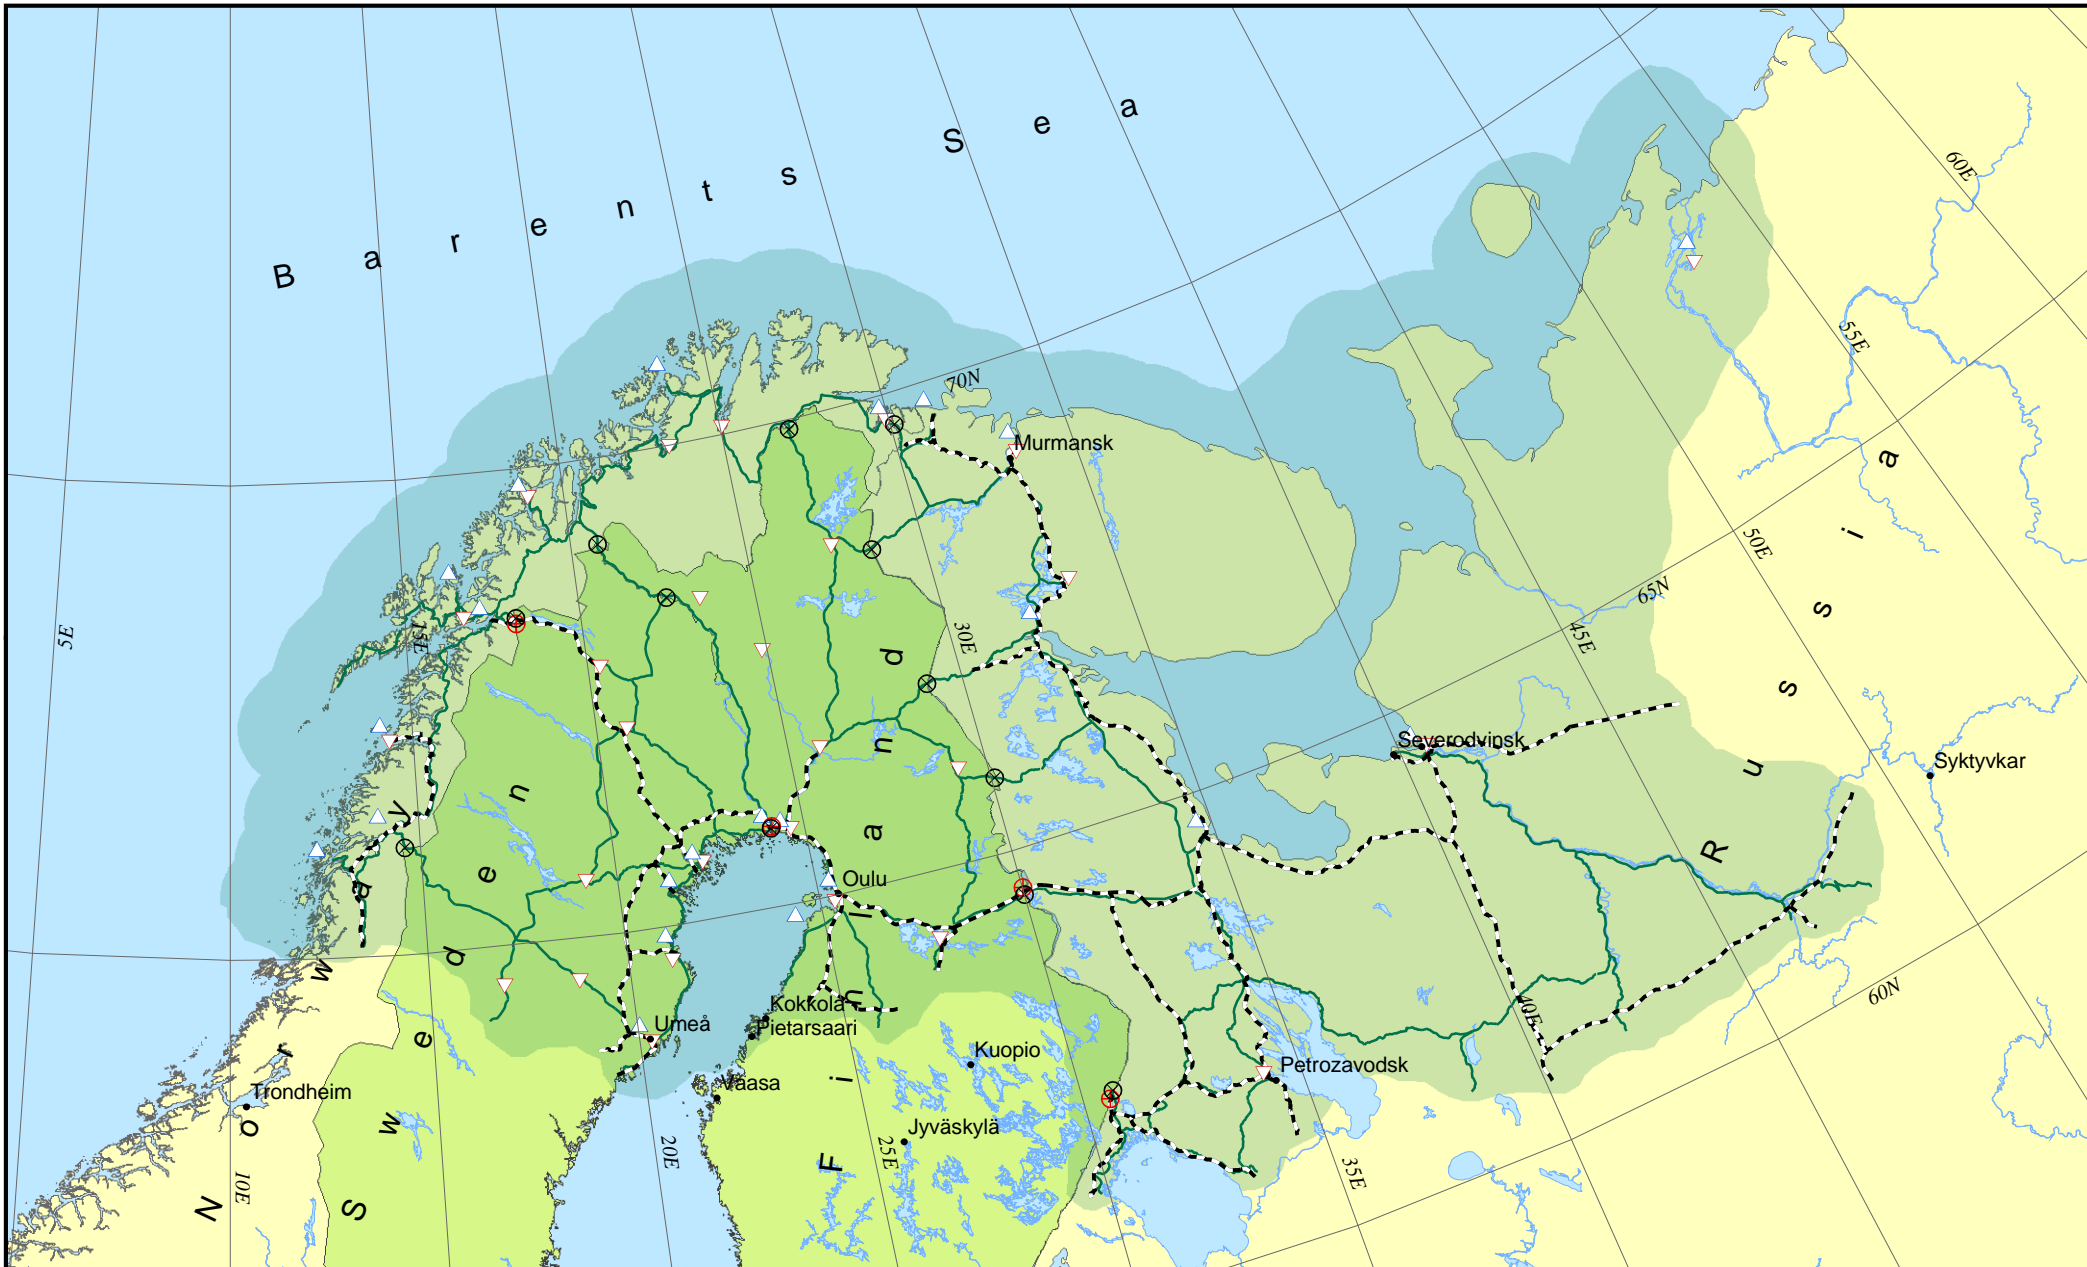 Barents Sea
60E
55E
70N
Murmansk
50E
65N
45E
5E
15E
30E
Severodvinsk
Syktyvkar
Oulu
60N
40E
Kokkola
Pietarsaari
Umeå
Kuopio
Petrozavodsk
Vaasa
Trondheim
Jyväskylä
10E
20E
25E
35E
Norway
Sweden
Finland
Russia